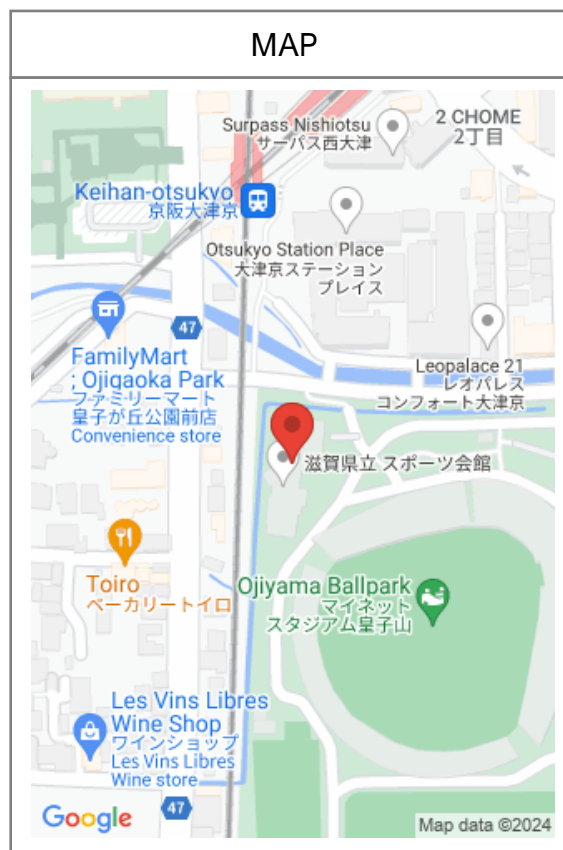 MAP
Surpass Nishiotsu
サーパス西大津
2 CHOME
2丁目
Keihan-otsukyo
京阪大津京
Otsukyo Station Place
大津京ステーション
プレイス
47
FamilyMart
; Ojigaoka Park
ファミリーマート
皇子が丘公園前店
Convenience store
Leopalace 21
レオパレス
コンフォート大津京
滋賀県立 スポーツ会館
Toiro
ベーカリートイロ
Ojiyama Ballpark
マイネット
スタジアム皇子山
Les Vins Libres
Wine Shop
ワインショップ
Les Vins Libres
Wine store
47
Google
Map data ©2024